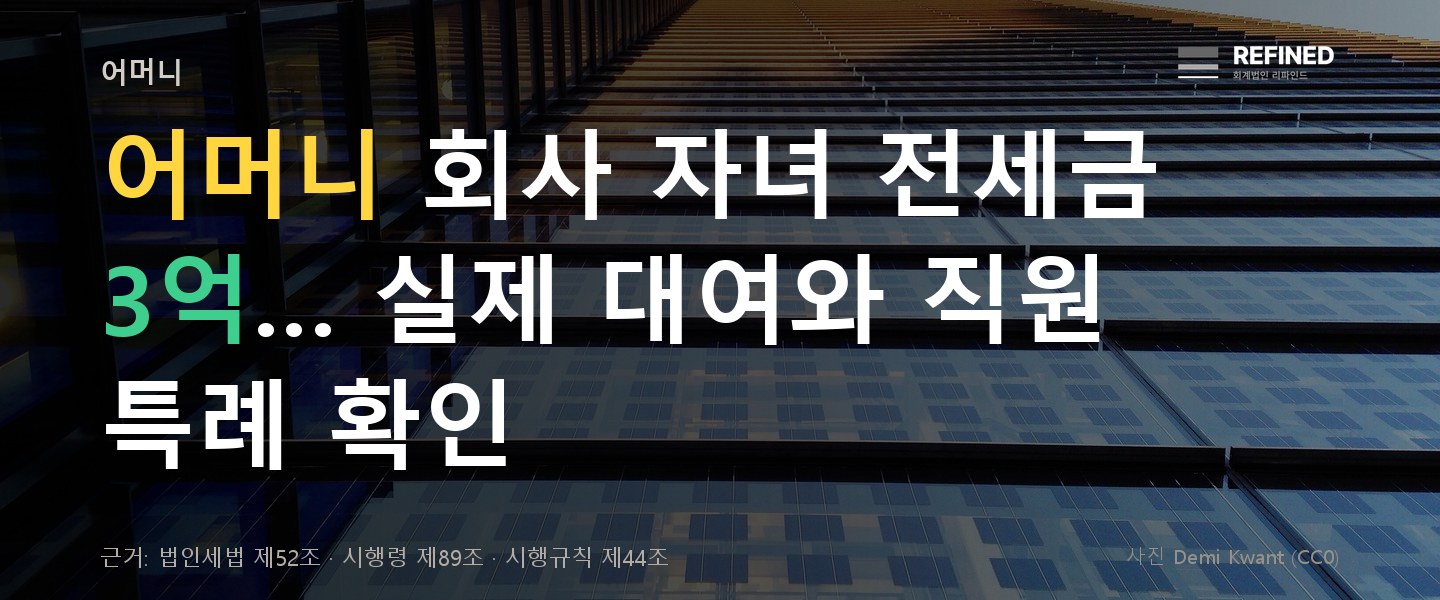 어머니
REFINED
회계법인 리파인드
어머니 회사 자녀 전세금
3억... 실제 대여와 직원
특례 확인
근거: 법인세법 제52조 · 시행령 제89조 · 시행규칙 제44조
사진 Demi Kwant (CC0)